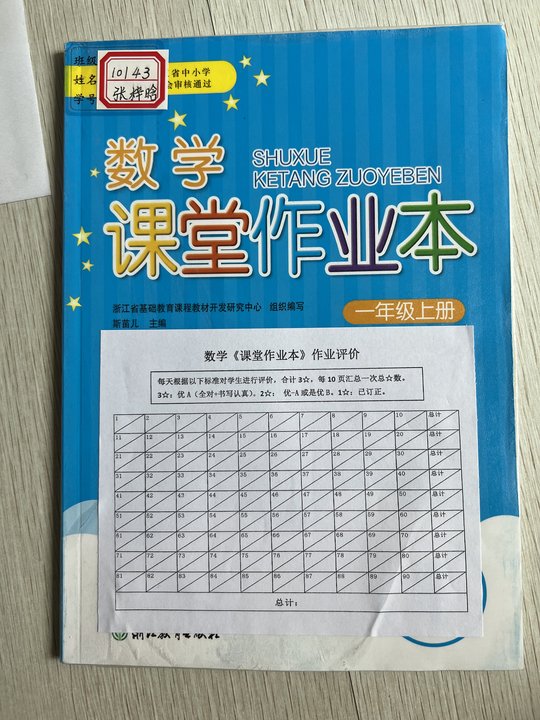 班级
姓名
学号
10143
张烨晗
省中小学
会审核通过
数学
SHUXUE
KETANG ZUOYEBEN
课堂作业本
浙江省基础教育课程教材开发研究中心 组织编写
斯苗儿 主编
一年级上册
数学《课堂作业本》作业评价
每天根据以下标准对学生进行评价,合计3☆,每10页汇总一次总☆数。
3☆:优A(全对+书写认真)。2☆: 优-A或是优B。1☆:已订正。
1 2 3 4 5 6 7 8 9 10 总计
11 12 13 14 15 16 17 18 19 20 总计
21 22 23 24 25 26 27 28 29 30 总计
31 32 33 34 35 36 37 38 39 40 总计
41 42 43 44 45 46 47 48 49 50 总计
51 52 53 54 55 56 57 58 59 60 总计
61 62 63 64 65 66 67 68 69 70 总计
71 72 73 74 75 76 77 78 79 80 总计
81 82 83 84 85 86 87 88 89 90 总计
总计:
浙江教育出版社